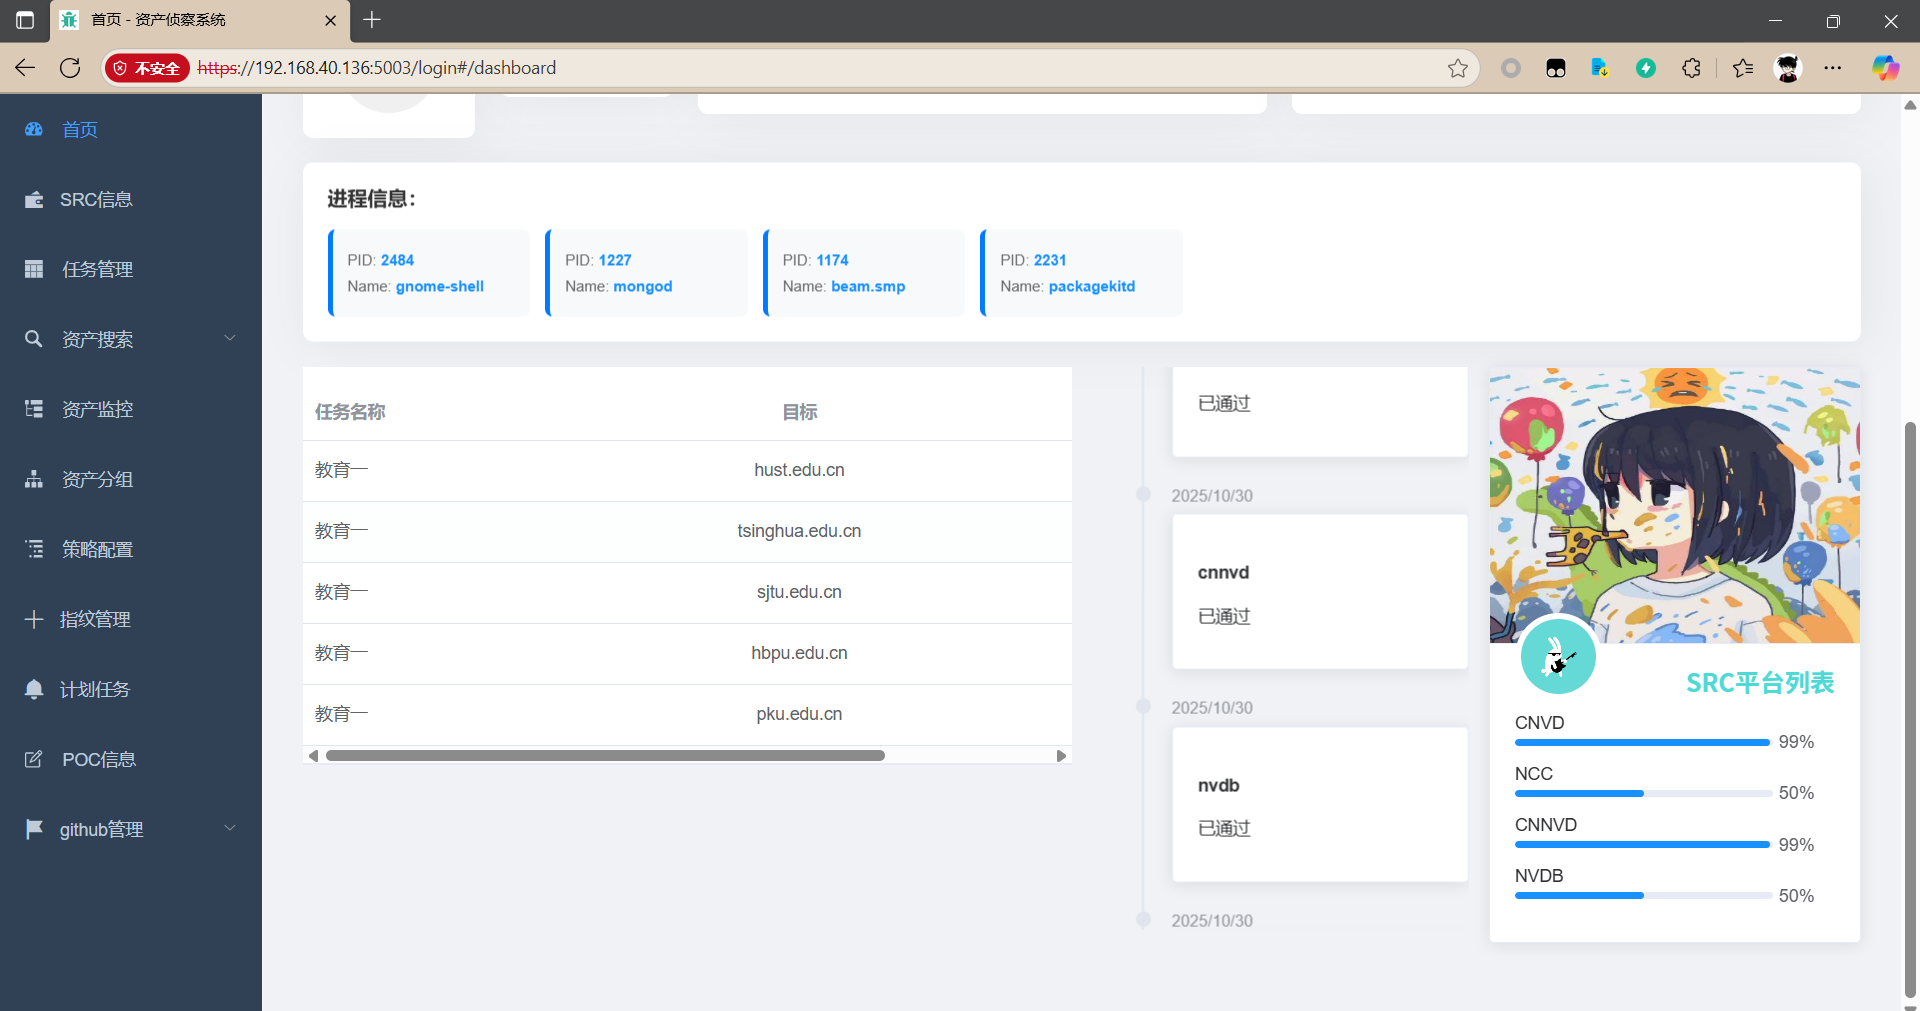 首页 - 资产侦察系统
不安全 https://192.168.40.136:5003/login#/dashboard
首页
SRC信息
任务管理
资产搜索
资产监控
资产分组
策略配置
指纹管理
计划任务
POC信息
github管理
进程信息：
PID: 2484
Name: gnome-shell
PID: 1227
Name: mongod
PID: 1174
Name: beam.smp
PID: 2231
Name: packagekitd
任务名称 目标
教育一 hust.edu.cn
教育一 tsinghua.edu.cn
教育一 sjtu.edu.cn
教育一 hbpu.edu.cn
教育一 pku.edu.cn
已通过
2025/10/30
cnnvd
已通过
2025/10/30
nvdb
已通过
2025/10/30
SRC平台列表
CNVD
99%
NCC
50%
CNNVD
99%
NVDB
50%